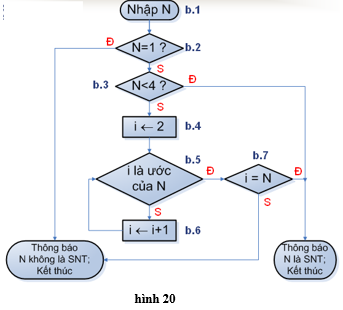 Nhập N
b.1
N=1 ?
b.2
Đ
S
b.3
N<4 ?
Đ
S
i ← 2
b.4
b.5
b.7
i là ước
của N
Đ
i = N
Đ
S
S
i ← i+1
b.6
Thông báo
N không là SNT;
Kết thúc
Thông báo
N là SNT;
Kết thúc
hình 20